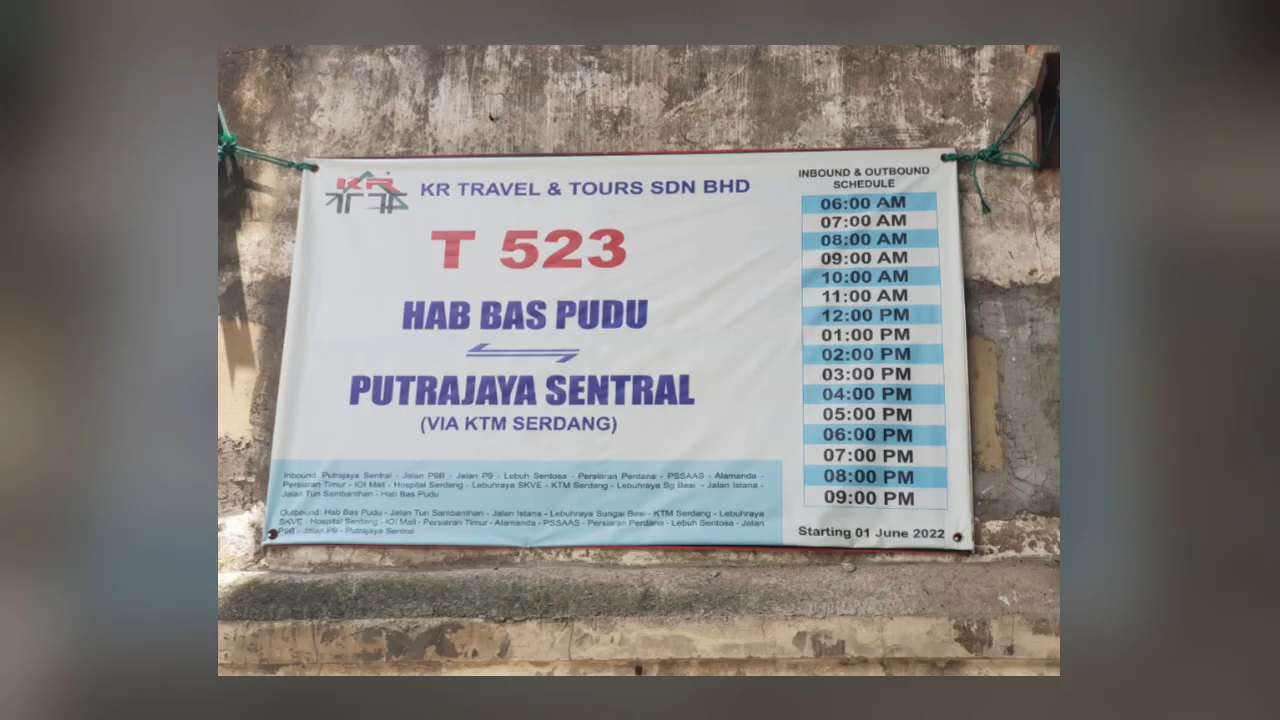 KR
KR TRAVEL & TOURS SDN BHD
T 523
HAB BAS PUDU
PUTRAJAYA SENTRAL
(VIA KTM SERDANG)
Inbound: Putrajaya Sentral - Jalan P9B - Jalan P9 - Lebuh Sentosa - Persiaran Perdana - PSSAAS - Alamanda -
Persiaran Timur - IOI Mall - Hospital Serdang - Lebuhraya SKVE - KTM Serdang - Lebuhraya Sg Besi - Jalan Istana -
Jalan Tun Sambanthan - Hab Bas Pudu
Outbound: Hab Bas Pudu - Jalan Tun Sambanthan - Jalan Istana - Lebuhraya Sungai Besi - KTM Serdang - Lebuhraya
SKVE - Hospital Serdang - IOI Mall - Persiaran Timur - Alamanda - PSSAAS - Persiaran Perdana - Lebuh Sentosa - Jalan
P9B - Jalan P9 - Putrajaya Sentral
INBOUND & OUTBOUND
SCHEDULE
06:00 AM
07:00 AM
08:00 AM
09:00 AM
10:00 AM
11:00 AM
12:00 PM
01:00 PM
02:00 PM
03:00 PM
04:00 PM
05:00 PM
06:00 PM
07:00 PM
08:00 PM
09:00 PM
Starting 01 June 2022